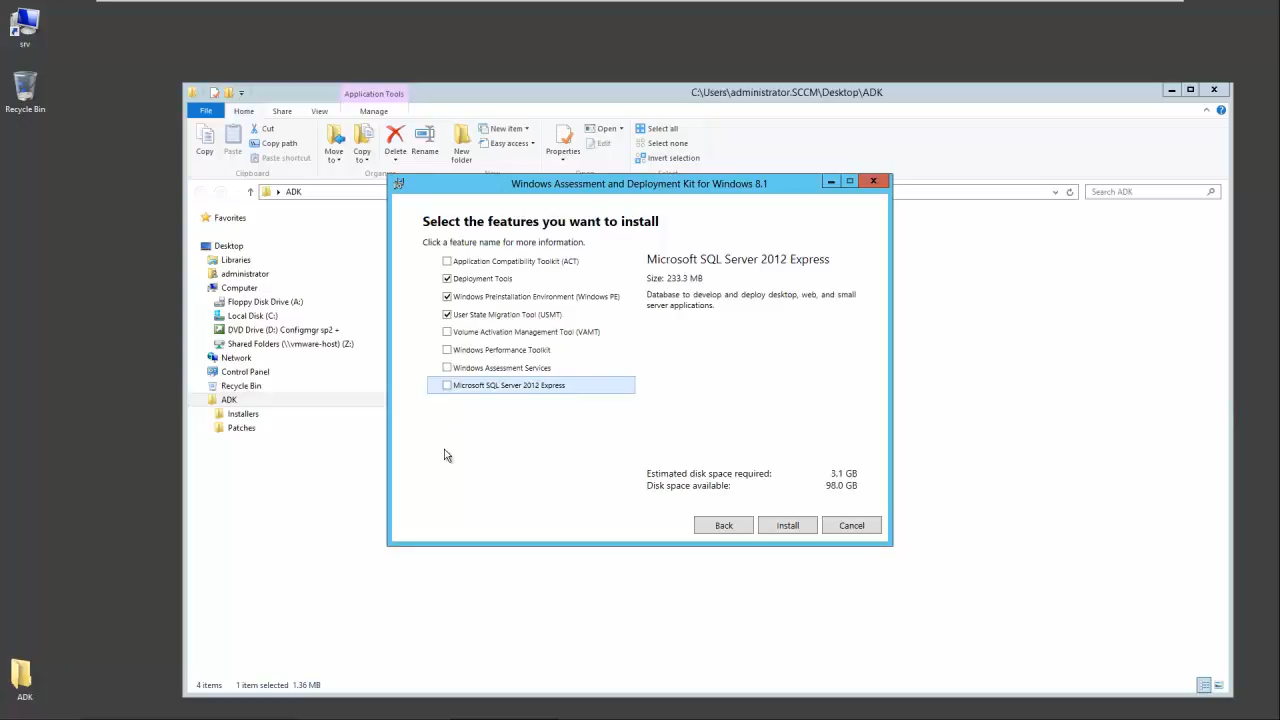 srv
Recycle Bin
Application Tools
C:\Users\administrator.SCCM\Desktop\ADK
File
Home
Share
View
Manage
Copy
Paste
Cut
Copy path
Paste shortcut
Clipboard
Move to
Copy to
Delete
Rename
New folder
New item
Easy access
Properties
Open
Edit
Select all
Select none
Invert selection
ADK
Search ADK
Favorites
Desktop
Libraries
administrator
Computer
Floppy Disk Drive (A:)
Local Disk (C:)
DVD Drive (D:) Configmgr sp2 +
Shared Folders (\\vmware-host) (Z:)
Network
Control Panel
Recycle Bin
ADK
Installers
Patches
Windows Assessment and Deployment Kit for Windows 8.1
Select the features you want to install
Click a feature name for more information.
Application Compatibility Toolkit (ACT)
Deployment Tools
Windows Preinstallation Environment (Windows PE)
User State Migration Tool (USMT)
Volume Activation Management Tool (VAMT)
Windows Performance Toolkit
Windows Assessment Services
Microsoft SQL Server 2012 Express
Microsoft SQL Server 2012 Express
Size: 233.3 MB
Database to develop and deploy desktop, web, and small
server applications.
Estimated disk space required: 3.1 GB
Disk space available: 98.0 GB
Back
Install
Cancel
4 items
1 item selected 1.36 MB
ADK